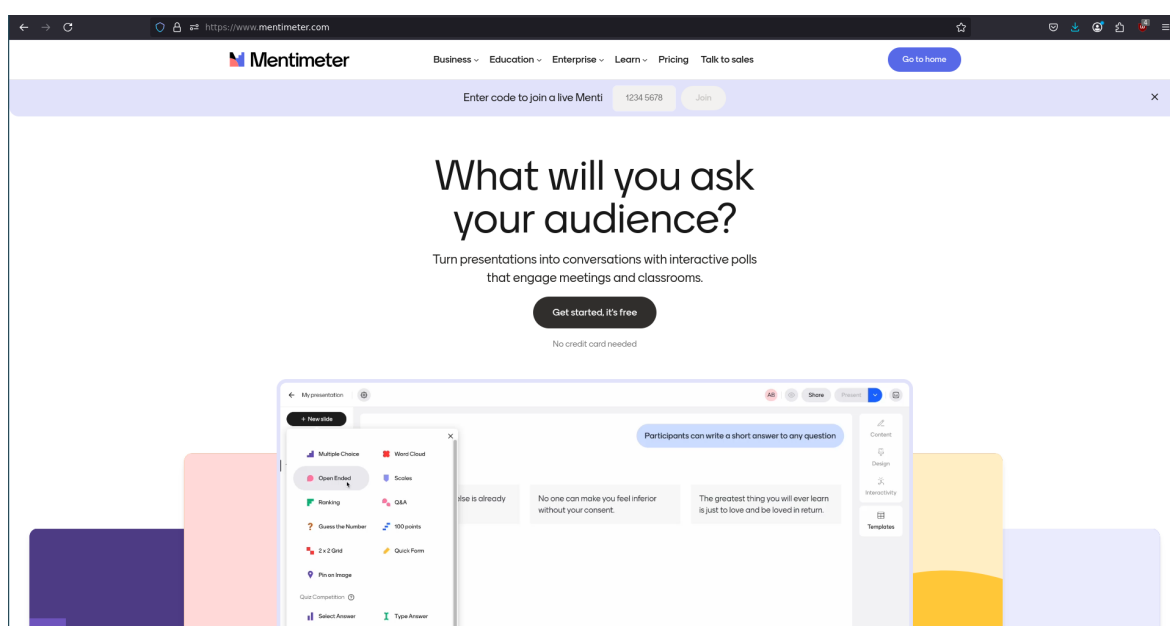 https://www.mentimeter.com
Mentimeter
Business Education Enterprise Learn Pricing Talk to sales
Go to home
Enter code to join a live Menti 1234 5678 Join
What will you ask
your audience?
Turn presentations into conversations with interactive polls
that engage meetings and classrooms.
Get started, it's free
No credit card needed
My presentation
AB Share Present
+ New slide
Participants can write a short answer to any question
Content
Design
Interactivity
Templates
Multiple Choice Word Cloud
Open Ended Scales
Ranking Q&A
Guess the Number 100 points
2 x 2 Grid Quick Form
Pin on Image
Quiz Competition
Select Answer Type Answer
else is already
No one can make you feel inferior
without your consent.
The greatest thing you will ever learn
is just to love and be loved in return.